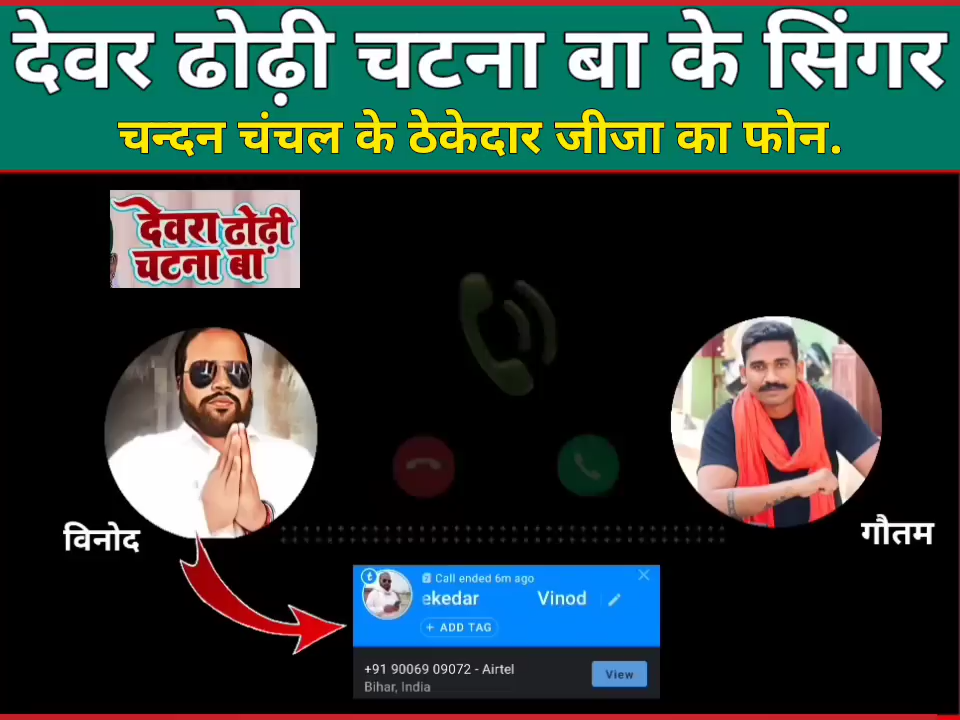 देवर ढोढ़ी चटना बा के सिंगर
चन्दन चंचल के ठेकेदार जीजा का फोन.
देवरा ढोढ़ी
चटना बा
विनोद
गौतम
Call ended 6m ago
ekedar Vinod
+ ADD TAG
+91 90069 09072 - Airtel
Bihar, India
View